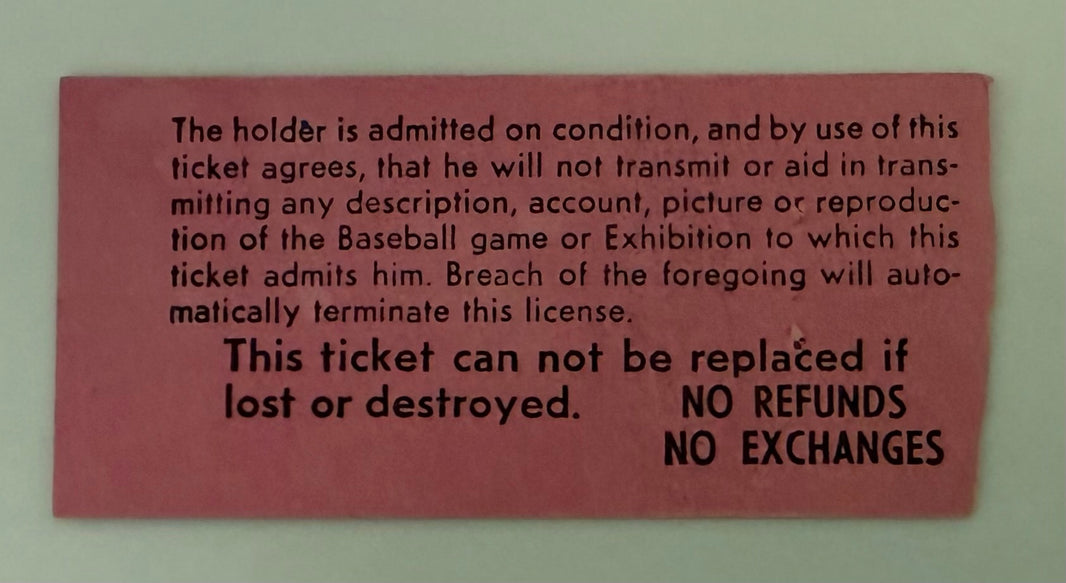 The holder is admitted on condition, and by use of this
ticket agrees, that he will not transmit or aid in trans-
mitting any description, account, picture or reproduc-
tion of the Baseball game or Exhibition to which this
ticket admits him. Breach of the foregoing will auto-
matically terminate this license.
This ticket can not be replaced if
lost or destroyed. NO REFUNDS
NO EXCHANGES